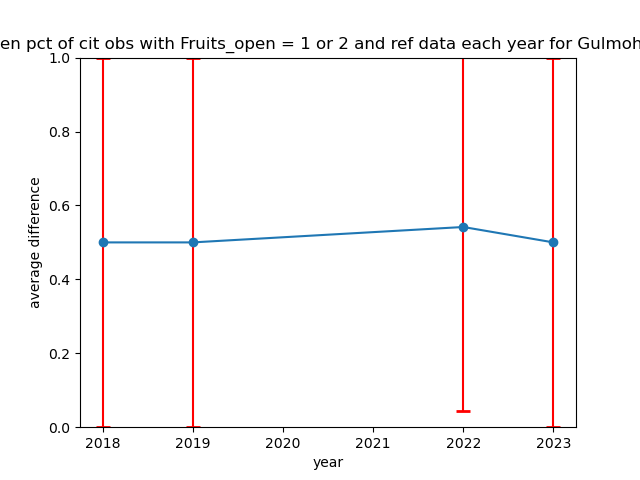 en pct of cit obs with Fruits_open = 1 or 2 and ref data each year for Gulmoh
1.0
0.8
0.6
0.4
0.2
0.0
average difference
2018 2019 2020 2021 2022 2023
year